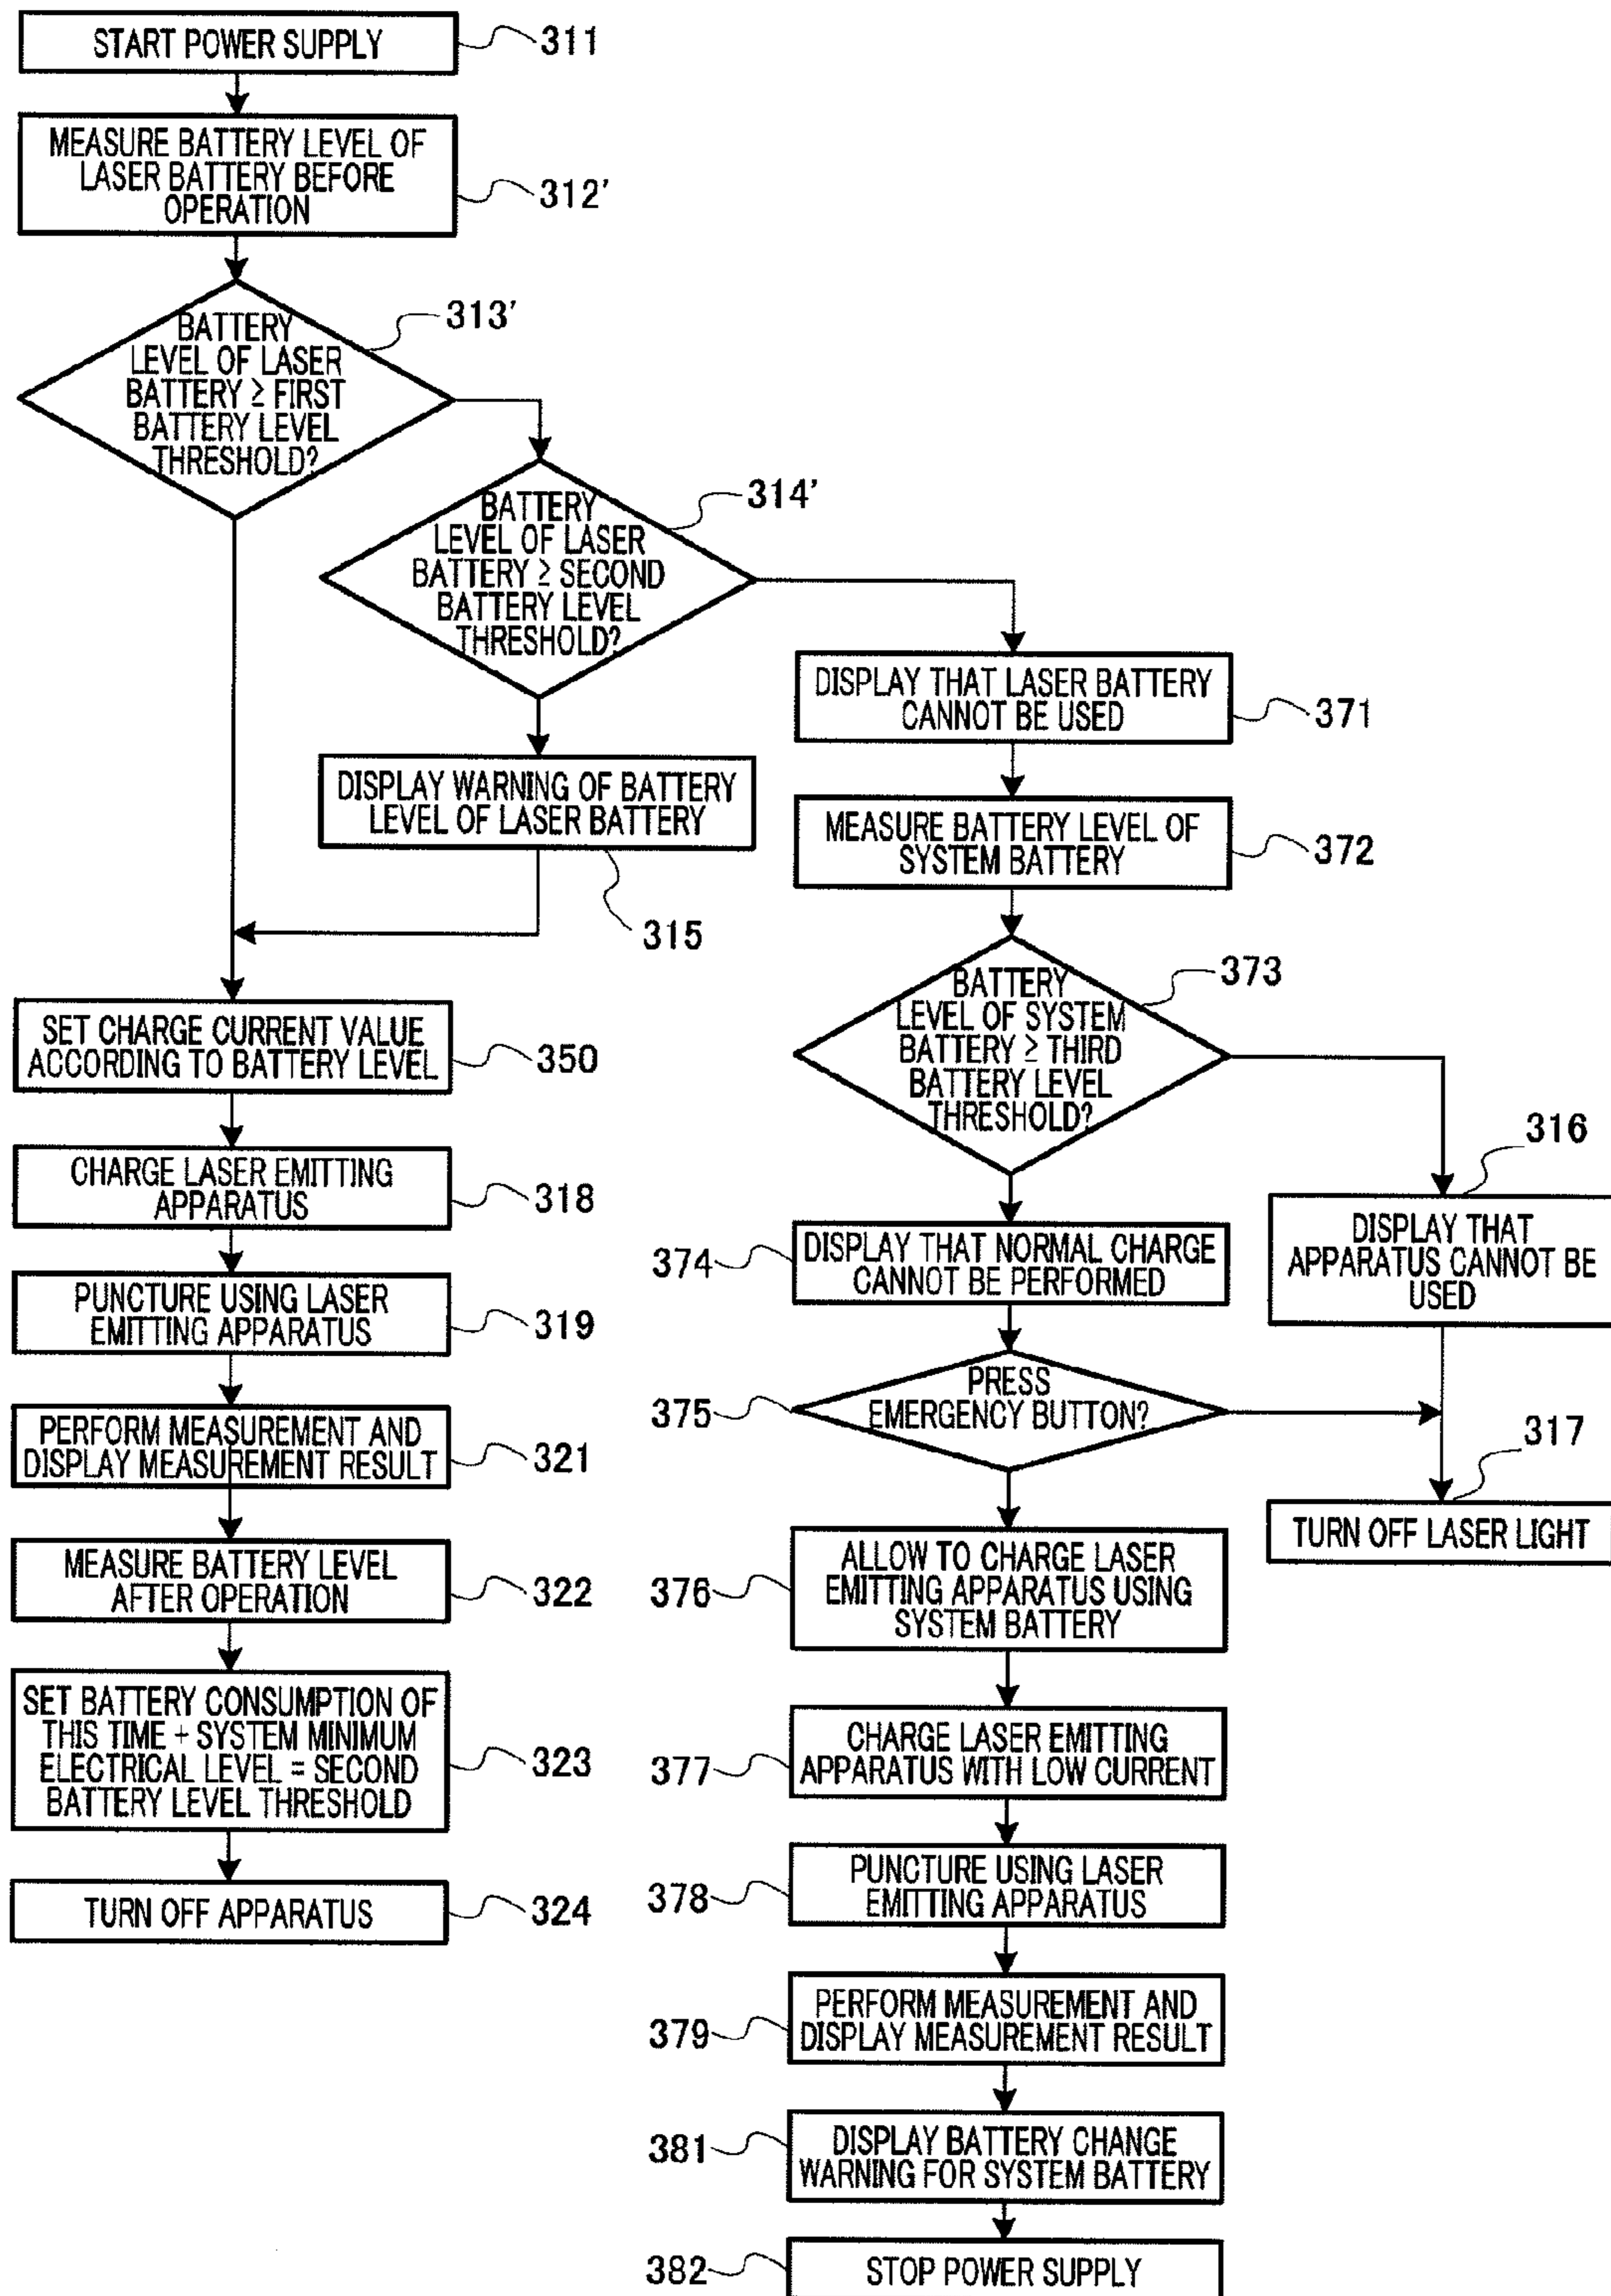 START POWER SUPPLY
311
MEASURE BATTERY LEVEL OF
LASER BATTERY BEFORE
OPERATION
312'
BATTERY
LEVEL OF LASER
BATTERY ≥ FIRST
BATTERY LEVEL
THRESHOLD?
313'
BATTERY
LEVEL OF LASER
BATTERY ≥ SECOND
BATTERY LEVEL
THRESHOLD?
314'
DISPLAY WARNING OF BATTERY
LEVEL OF LASER BATTERY
315
SET CHARGE CURRENT VALUE
ACCORDING TO BATTERY LEVEL
350
CHARGE LASER EMITTING
APPARATUS
318
PUNCTURE USING LASER
EMITTING APPARATUS
319
PERFORM MEASUREMENT AND
DISPLAY MEASUREMENT RESULT
321
MEASURE BATTERY LEVEL
AFTER OPERATION
322
SET BATTERY CONSUMPTION OF
THIS TIME + SYSTEM MINIMUM
ELECTRICAL LEVEL = SECOND
BATTERY LEVEL THRESHOLD
323
TURN OFF APPARATUS
324
DISPLAY THAT LASER BATTERY
CANNOT BE USED
371
MEASURE BATTERY LEVEL OF
SYSTEM BATTERY
372
BATTERY
LEVEL OF SYSTEM
BATTERY ≥ THIRD
BATTERY LEVEL
THRESHOLD?
373
316
DISPLAY THAT
APPARATUS CANNOT BE
USED
374
DISPLAY THAT NORMAL CHARGE
CANNOT BE PERFORMED
375
PRESS
EMERGENCY BUTTON?
317
TURN OFF LASER LIGHT
376
ALLOW TO CHARGE LASER
EMITTING APPARATUS USING
SYSTEM BATTERY
377
CHARGE LASER EMITTING
APPARATUS WITH LOW CURRENT
378
PUNCTURE USING LASER
EMITTING APPARATUS
379
PERFORM MEASUREMENT AND
DISPLAY MEASUREMENT RESULT
381
DISPLAY BATTERY CHANGE
WARNING FOR SYSTEM BATTERY
382
STOP POWER SUPPLY